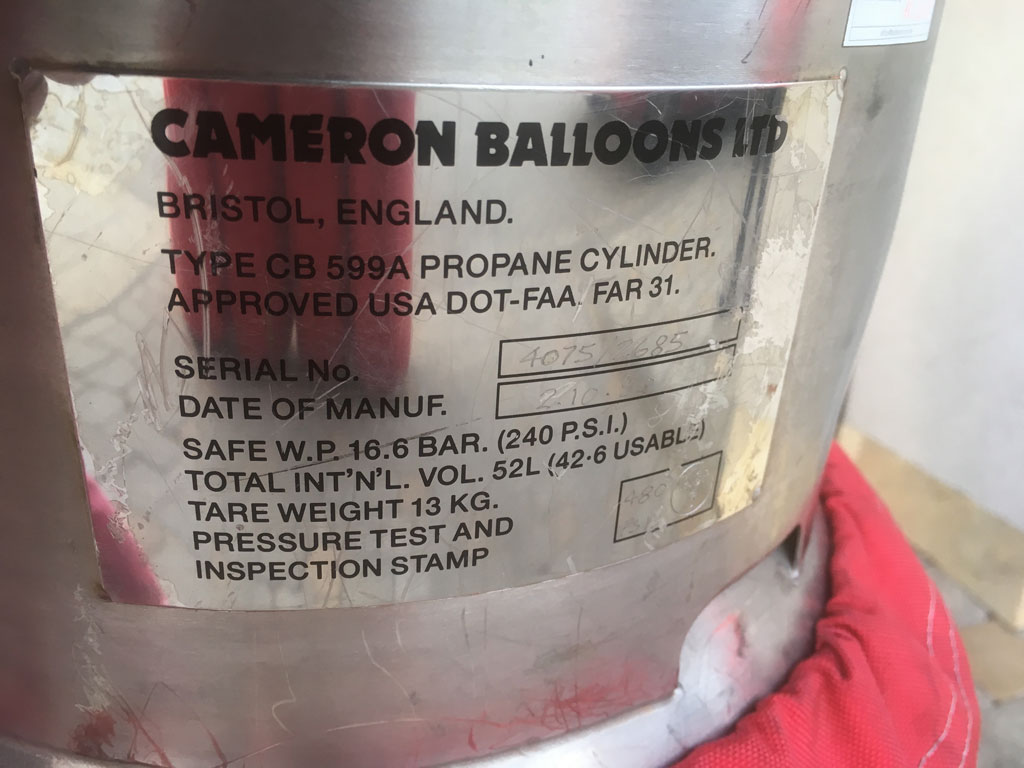 CAMERON BALLOONS LTD
BRISTOL, ENGLAND.
TYPE CB 599A PROPANE CYLINDER.
APPROVED USA DOT-FAA. FAR 31.
SERIAL No. 4075
DATE OF MANUF.
SAFE W.P. 16.6 BAR. (240 P.S.I.)
TOTAL INT'N'L. VOL. 52L (42·6 USABLE)
TARE WEIGHT 13 KG.
PRESSURE TEST AND
INSPECTION STAMP
480